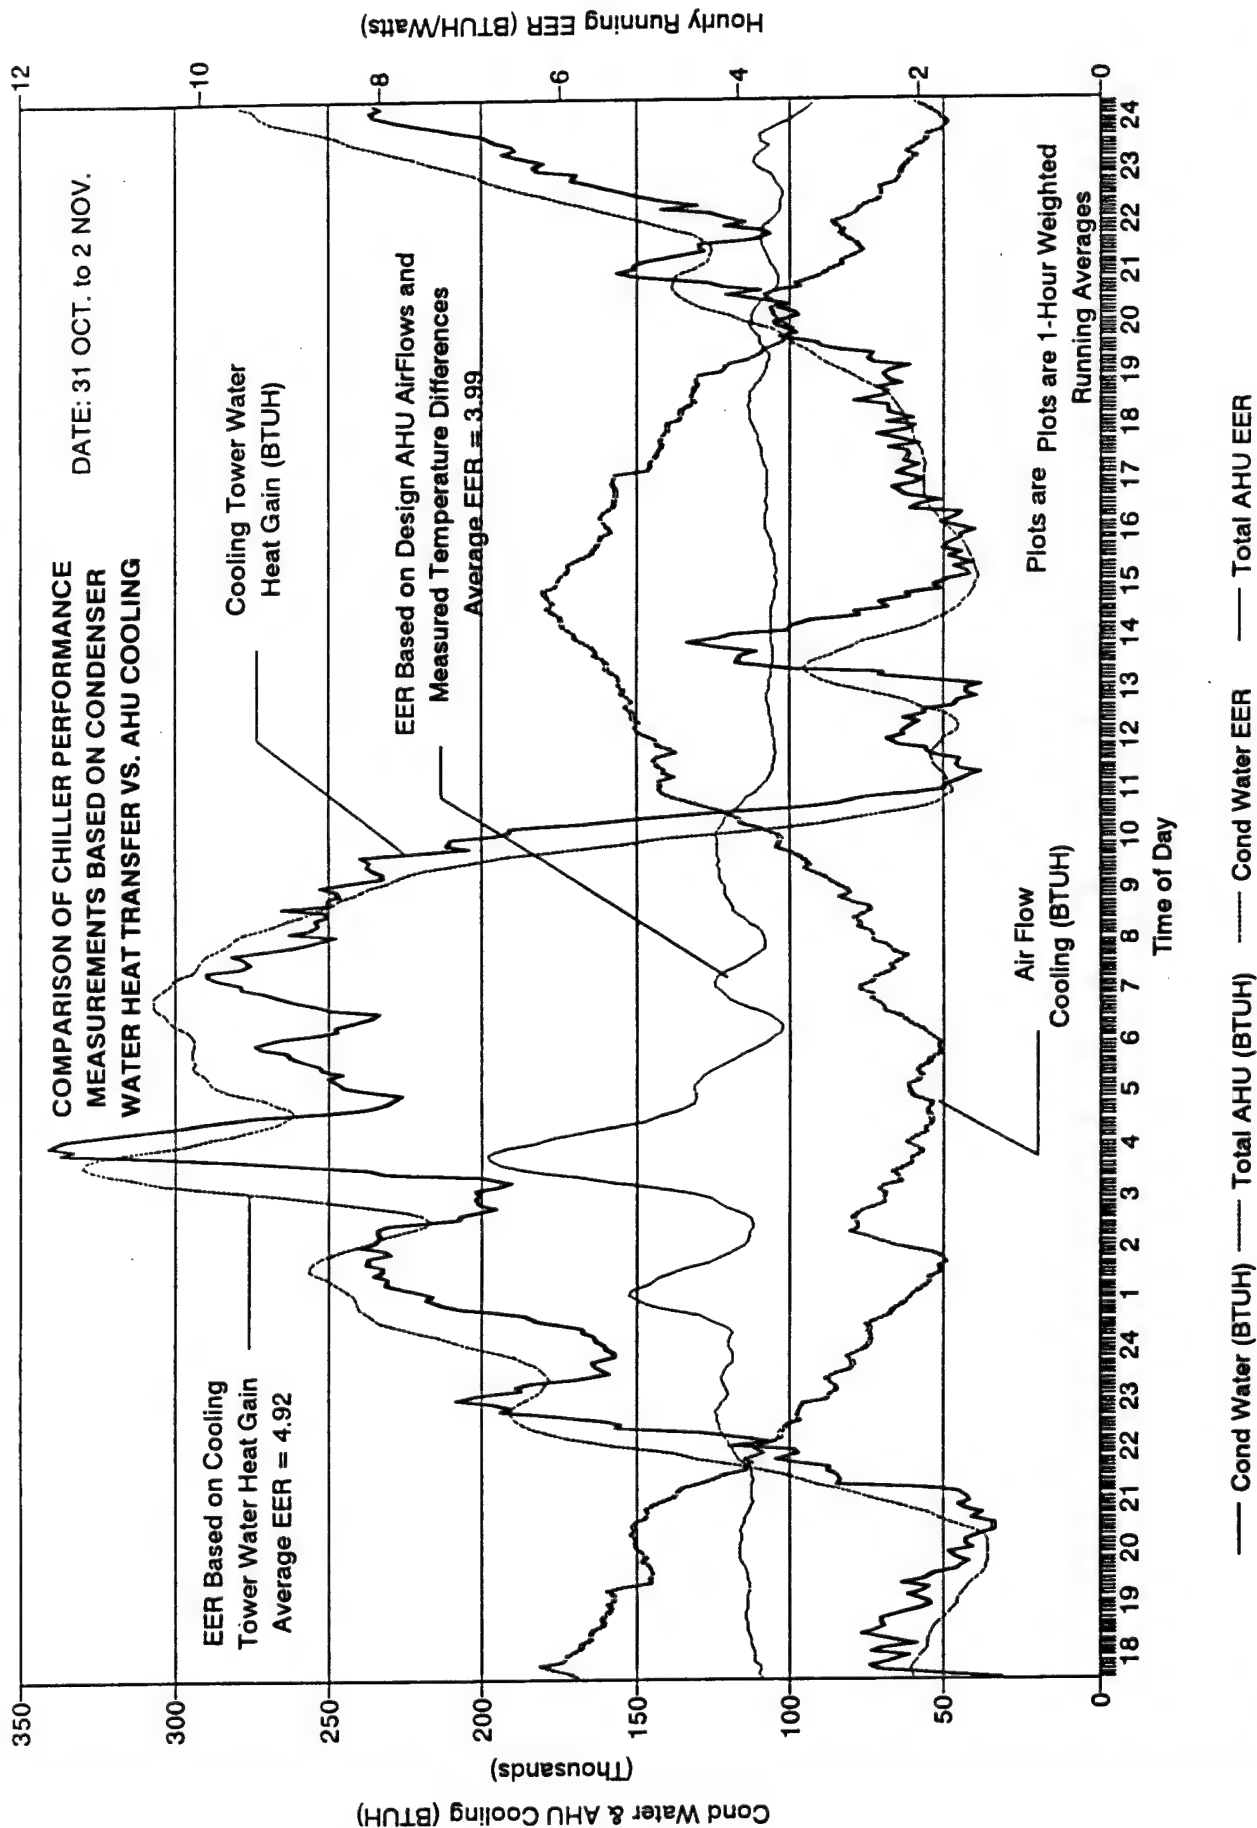 COMPARISON OF CHILLER PERFORMANCE
MEASUREMENTS BASED ON CONDENSER
WATER HEAT TRANSFER VS. AHU COOLING
DATE: 31 OCT. to 2 NOV.
Cond Water & AHU Cooling (BTUH)
(Thousands)
350
300
250
200
150
100
50
0
Hourly Running EER (BTUH/Watts)
12
10
8
6
4
2
0
EER Based on Cooling
Tower Water Heat Gain
Average EER = 4.92
Cooling Tower Water
Heat Gain (BTUH)
EER Based on Design AHU AirFlows and
Measured Temperature Differences
Average EER = 3.99
Air Flow
Cooling (BTUH)
Plots are Plots are 1-Hour Weighted
Running Averages
18 19 20 21 22 23 24 1 2 3 4 5 6 7 8 9 10 11 12 13 14 15 16 17 18 19 20 21 22 23 24
Time of Day
Cond Water (BTUH) Total AHU (BTUH) Cond Water EER Total AHU EER